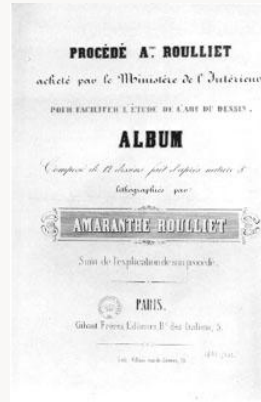 PROCÉDÉ A.te ROULLIET
acheté par le Ministère de l'Intérieur
POUR FACILITER L'ÉTUDE DE L'ART DU DESSIN.
ALBUM
Composé de 12 dessins fait d'après nature &
lithographiés par
AMARANTHE ROULLIET
Suivi de l'explication de son procédé.
PARIS.
Gihaut Frères Editeurs B.d des Italiens, 5.